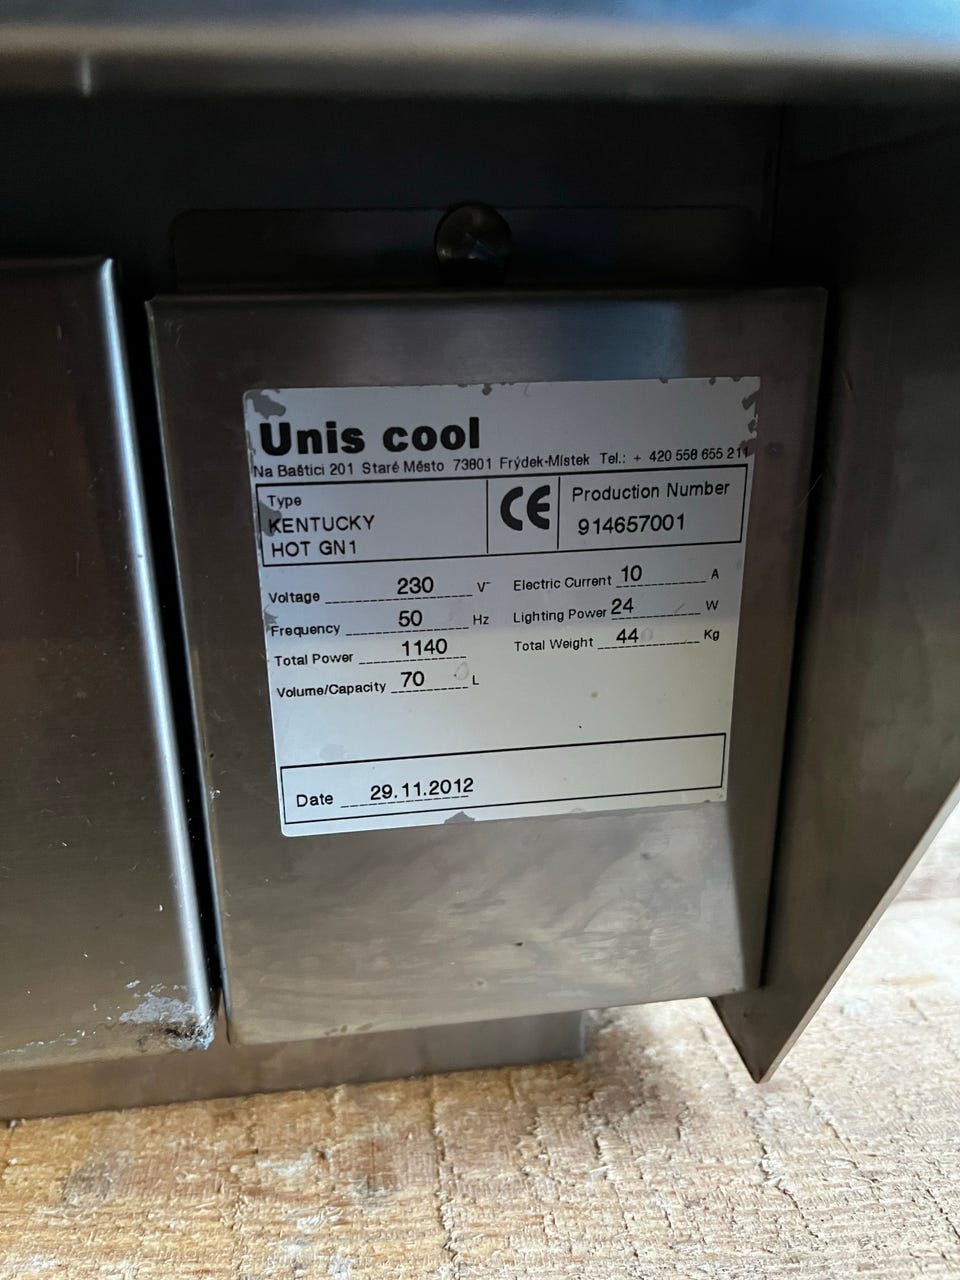 Unis cool
Na Baštici 201 Staré Město 73801 Frýdek-Místek Tel.: + 420 558 655 211
Type
KENTUCKY
HOT GN1
CE
Production Number
914657001
Voltage 230 V~
Electric Current 10 A
Frequency 50 Hz
Lighting Power 24 W
Total Power 1140
Total Weight 44 Kg
Volume/Capacity 70 L
Date 29.11.2012